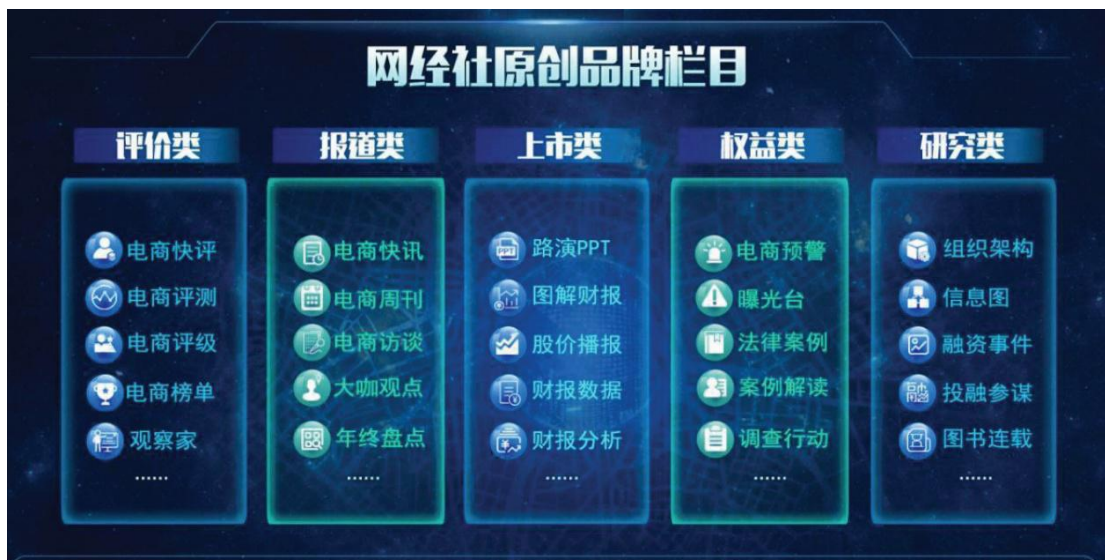 网经社原创品牌栏目
评价类
电商快评
电商评测
电商评级
电商榜单
观察家
......
报道类
电商快讯
电商周刊
电商访谈
大咖观点
年终盘点
......
上市类
PPT
路演PPT
图解财报
股价播报
财报数据
财报分析
......
权益类
电商预警
曝光台
法律案例
案例解读
调查行动
......
研究类
组织架构
信息图
融资事件
融
投融参谋
图书连载
......